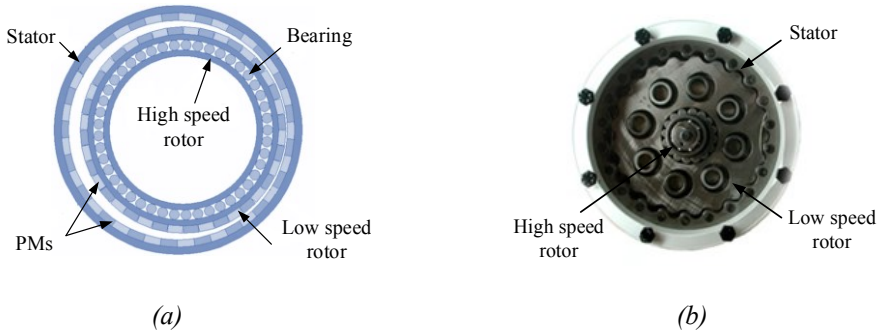 Stator
Bearing
High speed
rotor
Low speed
rotor
PMs
(a)
Stator
High speed
rotor
Low speed
rotor
(b)